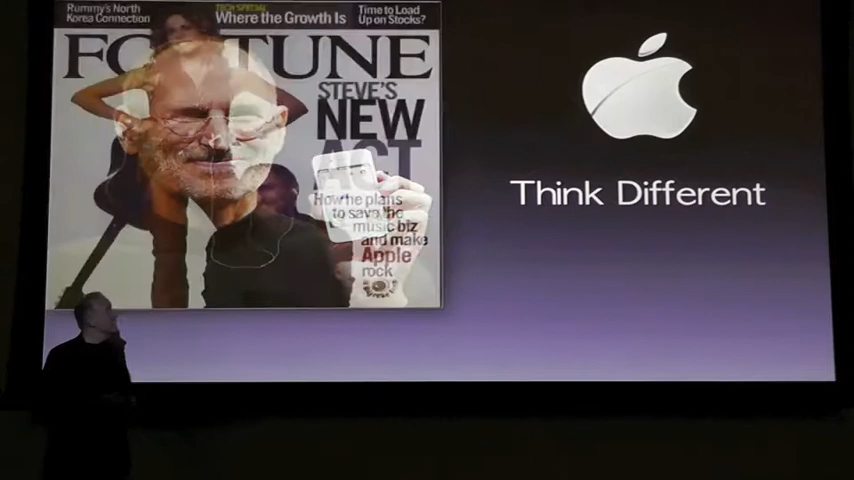 Rummy's North
Korea Connection
TECH SPECIAL
Where the Growth Is
Time to Load
Up on Stocks?
FORTUNE
STEVE'S
NEW
ACT
How he plans
to save the
music biz
and make
Apple
rock
Think Different